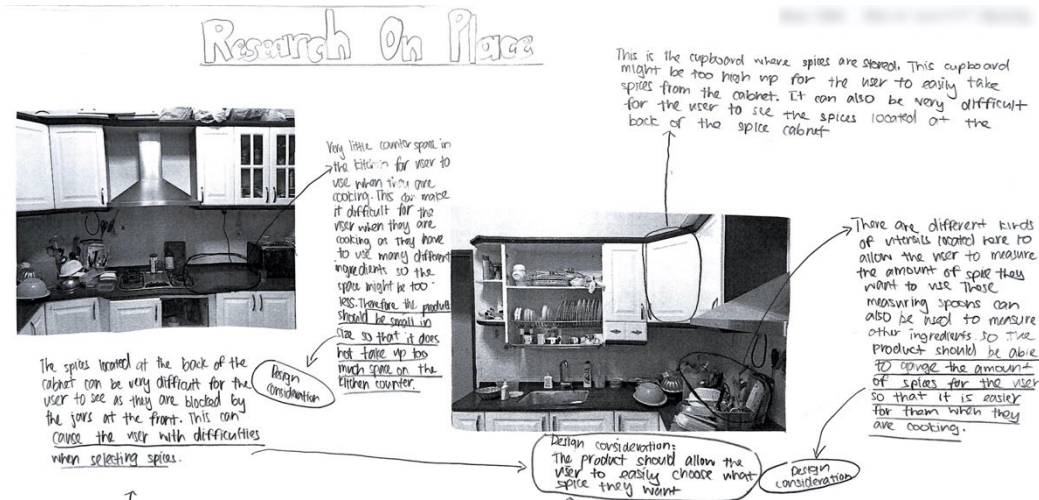 Research On Place
This is the cupboard where spices are stored. This cupboard
might be too high up for the user to easily take
spices from the cabnet. It can also be very difficult
for the user to see the spices located at the
back of the spice cabnet
Very little counter space in
the kitchen for user to
use when they are
cooking. This can make
it difficult for the
user when they are
cooking as they have
to use many different
ingredients so the
space might be too
less. Therefore the product
should be small in
size so that it does
not take up too
much space on the
kitchen counter.
Design
consideration
There are different kinds
of utensils located here to
allow the user to measure
the amount of spice they
want to use These
measuring spoons can
also be used to measure
other ingredients. So the
product should be able
to the amount
of spices for the user
so that it is easier
for them when they
are cooking.
Design
consideration
The spices located at the back of the
cabnet can be very difficult for the
user to see as they are blocked by
the jars at the front. This can
cause the user with difficulties
when selecting spices.
Design consideration:
The product should allow the
user to easily choose what
spice they want